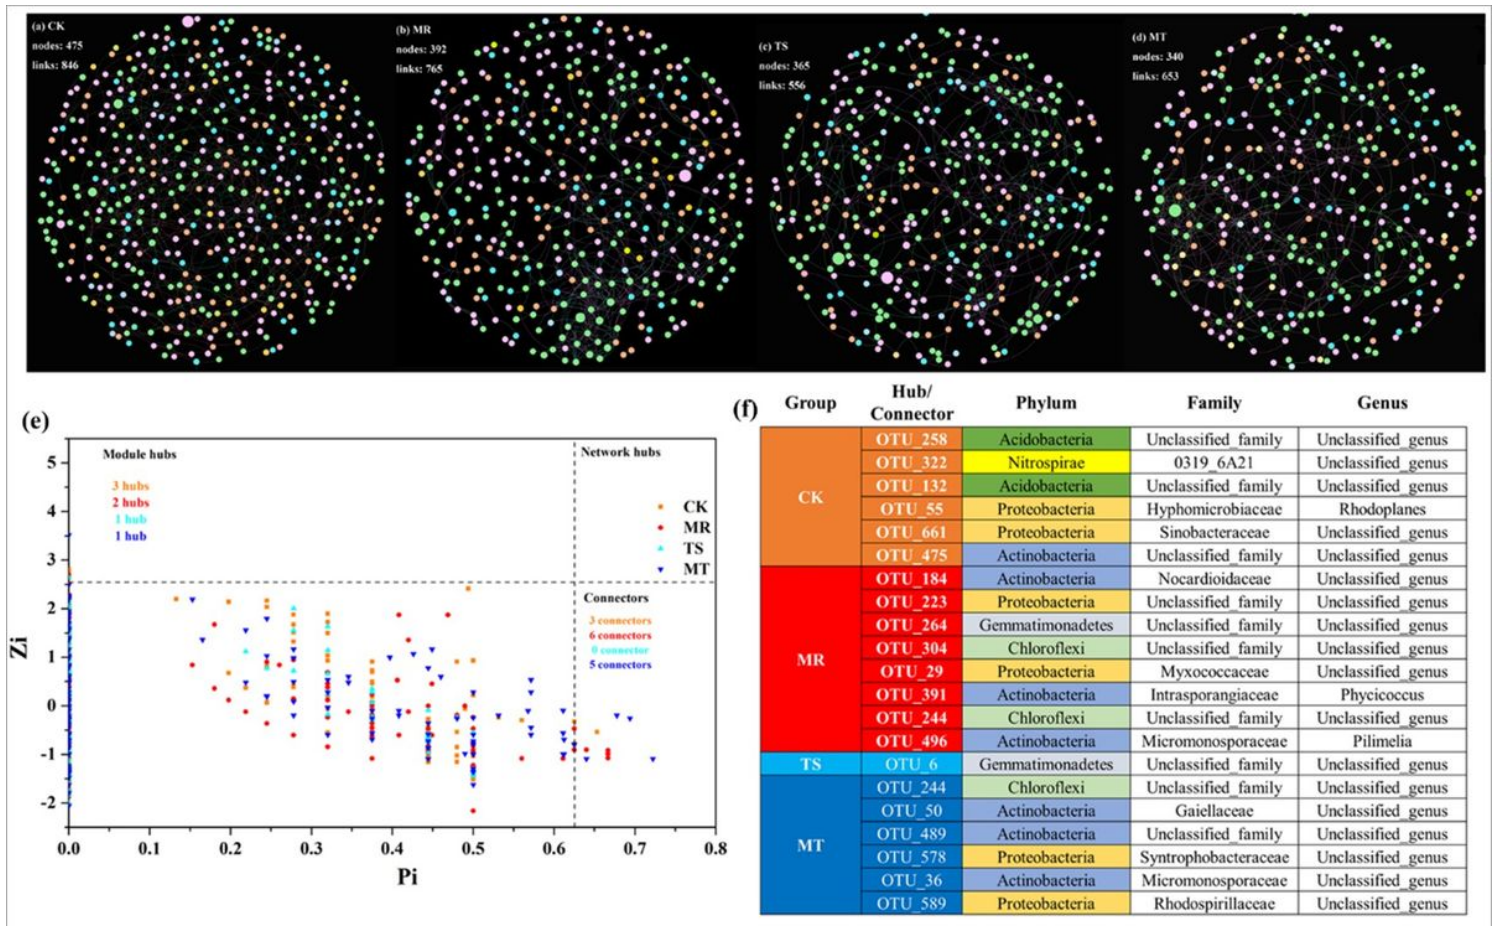 (a) CK
nodes: 475
links: 846
(b) MR
nodes: 392
links: 765
(c) TS
nodes: 365
links: 556
(d) MT
nodes: 340
links: 653
(e)
Module hubs
3 hubs
2 hubs
1 hub
1 hub
Network hubs
CK
MR
TS
MT
Connectors
3 connectors
6 connectors
0 connector
5 connectors
5
4
3
2
1
0
-1
-2
Zi
0.0 0.1 0.2 0.3 0.4 0.5 0.6 0.7 0.8
Pi
(f)
Group Hub/ Connector Phylum Family Genus
CK
OTU_258 Acidobacteria Unclassified_family Unclassified_genus
OTU_322 Nitrospirae 0319_6A21 Unclassified_genus
OTU_132 Acidobacteria Unclassified_family Unclassified_genus
OTU_55 Proteobacteria Hyphomicrobiaceae Rhodoplanes
OTU_661 Proteobacteria Sinobacteraceae Unclassified_genus
OTU_475 Actinobacteria Unclassified_family Unclassified_genus
MR
OTU_184 Actinobacteria Nocardioidaceae Unclassified_genus
OTU_223 Proteobacteria Unclassified_family Unclassified_genus
OTU_264 Gemmatimonadetes Unclassified_family Unclassified_genus
OTU_304 Chloroflexi Unclassified_family Unclassified_genus
OTU_29 Proteobacteria Myxococcaceae Unclassified_genus
OTU_391 Actinobacteria Intrasporangiaceae Phycicoccus
OTU_244 Chloroflexi Unclassified_family Unclassified_genus
OTU_496 Actinobacteria Micromonosporaceae Pilimelia
TS
OTU_6 Gemmatimonadetes Unclassified_family Unclassified_genus
MT
OTU_244 Chloroflexi Unclassified_family Unclassified_genus
OTU_50 Actinobacteria Gaiellaceae Unclassified_genus
OTU_489 Actinobacteria Unclassified_family Unclassified_genus
OTU_578 Proteobacteria Syntrophobacteraceae Unclassified_genus
OTU_36 Actinobacteria Micromonosporaceae Unclassified_genus
OTU_589 Proteobacteria Rhodospirillaceae Unclassified_genus